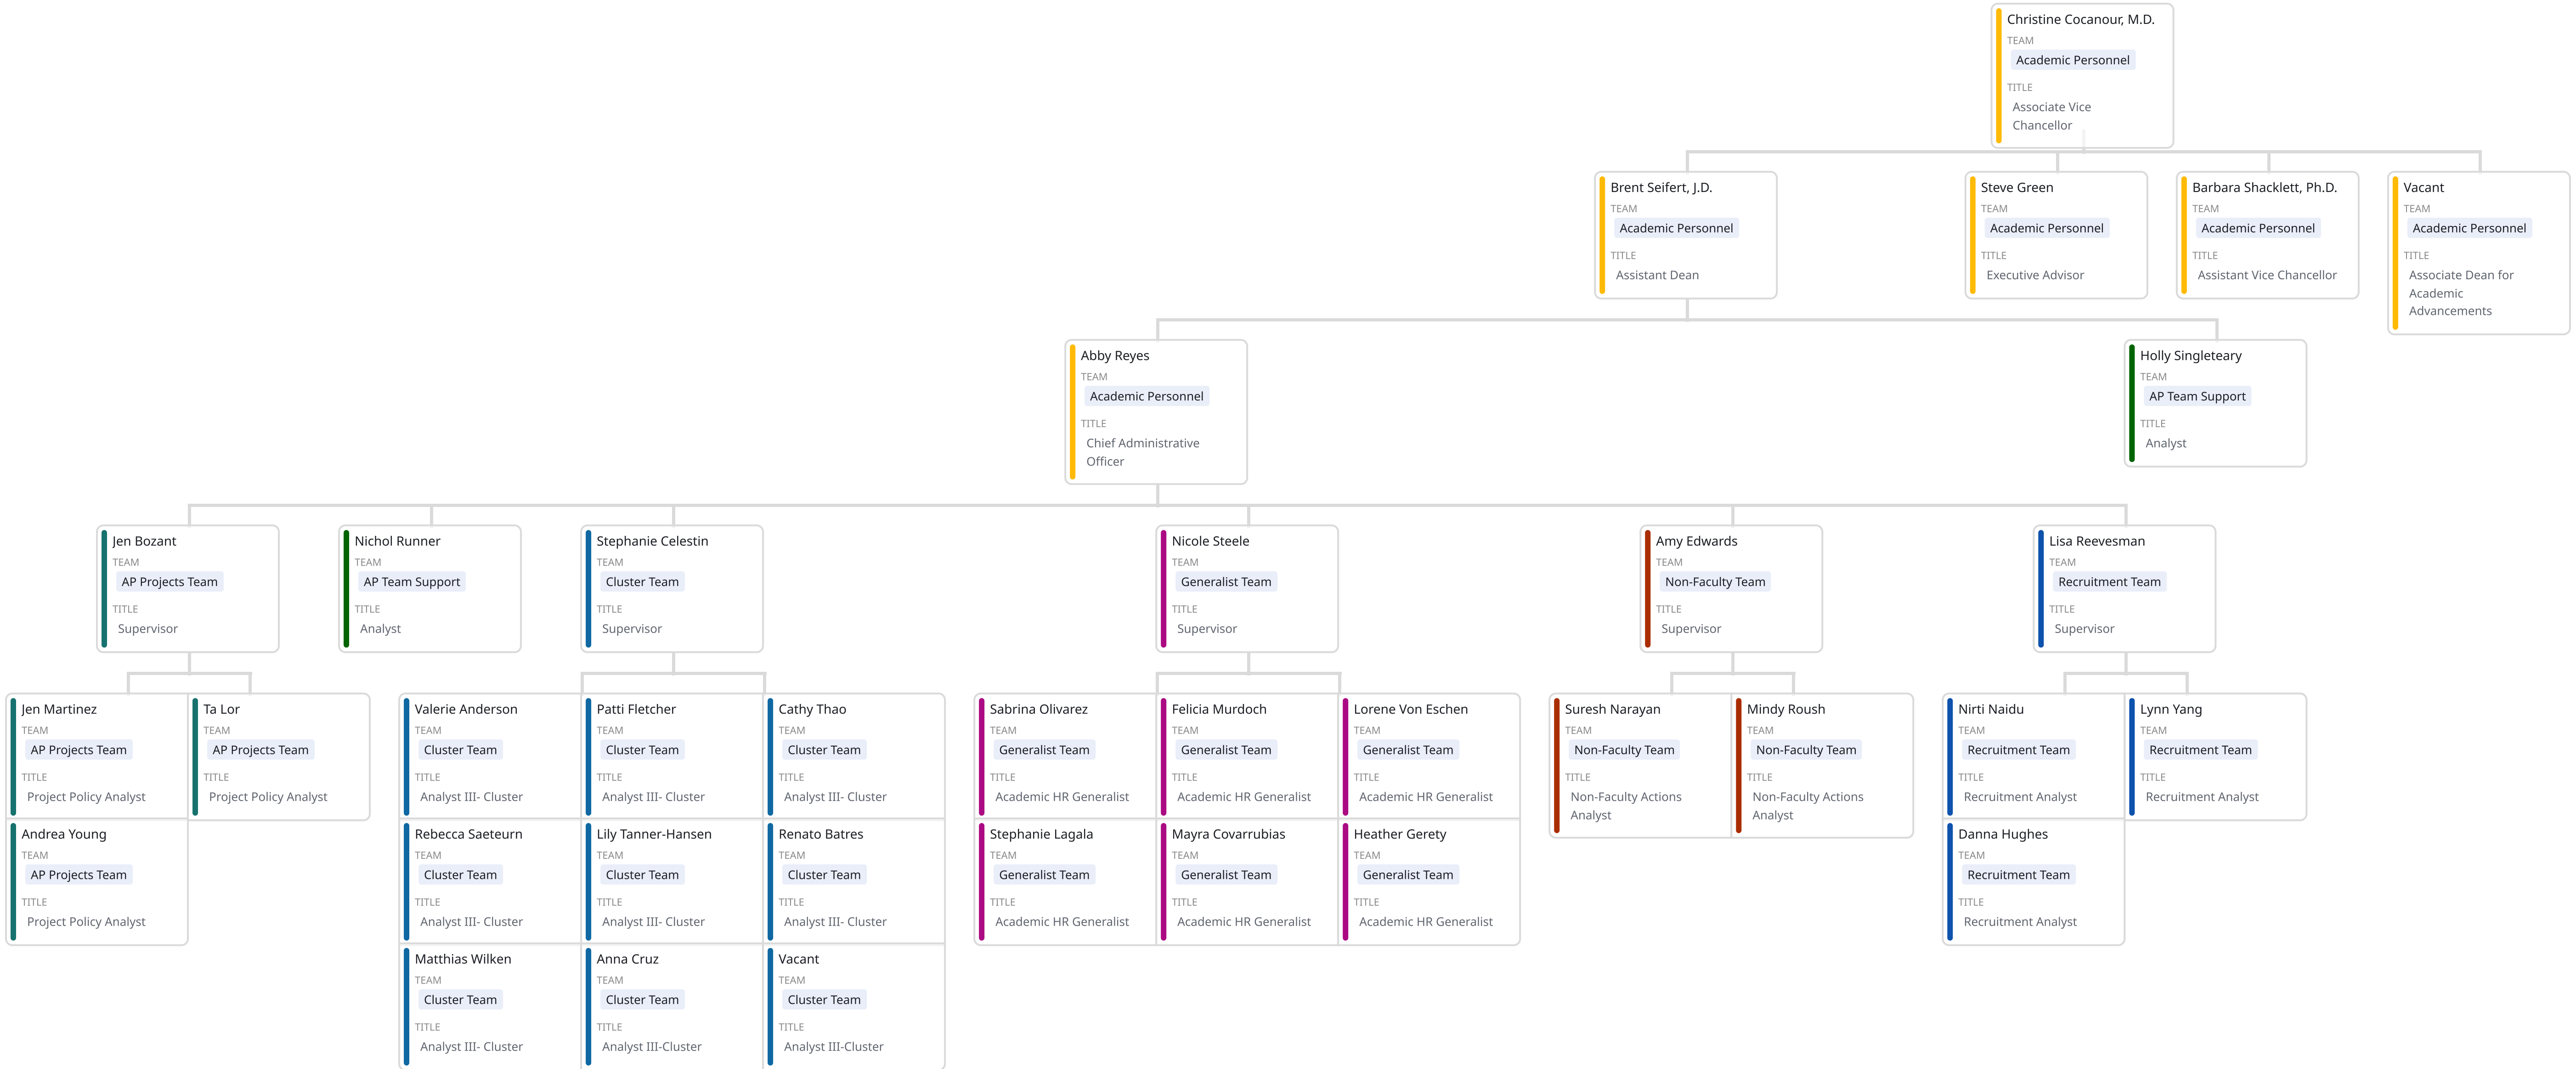 Christine Cocanour, M.D.
TEAM
Academic Personnel
TITLE
Associate Vice
Chancellor
Brent Seifert, J.D.
TEAM
Academic Personnel
TITLE
Assistant Dean
Steve Green
TEAM
Academic Personnel
TITLE
Executive Advisor
Barbara Shacklett, Ph.D.
TEAM
Academic Personnel
TITLE
Assistant Vice Chancellor
Vacant
TEAM
Academic Personnel
TITLE
Associate Dean for
Academic
Advancements
Abby Reyes
TEAM
Academic Personnel
TITLE
Chief Administrative
Officer
Holly Singleteary
TEAM
AP Team Support
TITLE
Analyst
Jen Bozant
TEAM
AP Projects Team
TITLE
Supervisor
Nichol Runner
TEAM
AP Team Support
TITLE
Analyst
Stephanie Celestin
TEAM
Cluster Team
TITLE
Supervisor
Nicole Steele
TEAM
Generalist Team
TITLE
Supervisor
Amy Edwards
TEAM
Non-Faculty Team
TITLE
Supervisor
Lisa Reevesman
TEAM
Recruitment Team
TITLE
Supervisor
Jen Martinez
TEAM
AP Projects Team
TITLE
Project Policy Analyst
Ta Lor
TEAM
AP Projects Team
TITLE
Project Policy Analyst
Andrea Young
TEAM
AP Projects Team
TITLE
Project Policy Analyst
Valerie Anderson
TEAM
Cluster Team
TITLE
Analyst III- Cluster
Patti Fletcher
TEAM
Cluster Team
TITLE
Analyst III- Cluster
Cathy Thao
TEAM
Cluster Team
TITLE
Analyst III- Cluster
Rebecca Saeteurn
TEAM
Cluster Team
TITLE
Analyst III- Cluster
Lily Tanner-Hansen
TEAM
Cluster Team
TITLE
Analyst III- Cluster
Renato Batres
TEAM
Cluster Team
TITLE
Analyst III- Cluster
Matthias Wilken
TEAM
Cluster Team
TITLE
Analyst III- Cluster
Anna Cruz
TEAM
Cluster Team
TITLE
Analyst III-Cluster
Vacant
TEAM
Cluster Team
TITLE
Analyst III-Cluster
Sabrina Olivarez
TEAM
Generalist Team
TITLE
Academic HR Generalist
Felicia Murdoch
TEAM
Generalist Team
TITLE
Academic HR Generalist
Lorene Von Eschen
TEAM
Generalist Team
TITLE
Academic HR Generalist
Stephanie Lagala
TEAM
Generalist Team
TITLE
Academic HR Generalist
Mayra Covarrubias
TEAM
Generalist Team
TITLE
Academic HR Generalist
Heather Gerety
TEAM
Generalist Team
TITLE
Academic HR Generalist
Suresh Narayan
TEAM
Non-Faculty Team
TITLE
Non-Faculty Actions
Analyst
Mindy Roush
TEAM
Non-Faculty Team
TITLE
Non-Faculty Actions
Analyst
Nirti Naidu
TEAM
Recruitment Team
TITLE
Recruitment Analyst
Lynn Yang
TEAM
Recruitment Team
TITLE
Recruitment Analyst
Danna Hughes
TEAM
Recruitment Team
TITLE
Recruitment Analyst